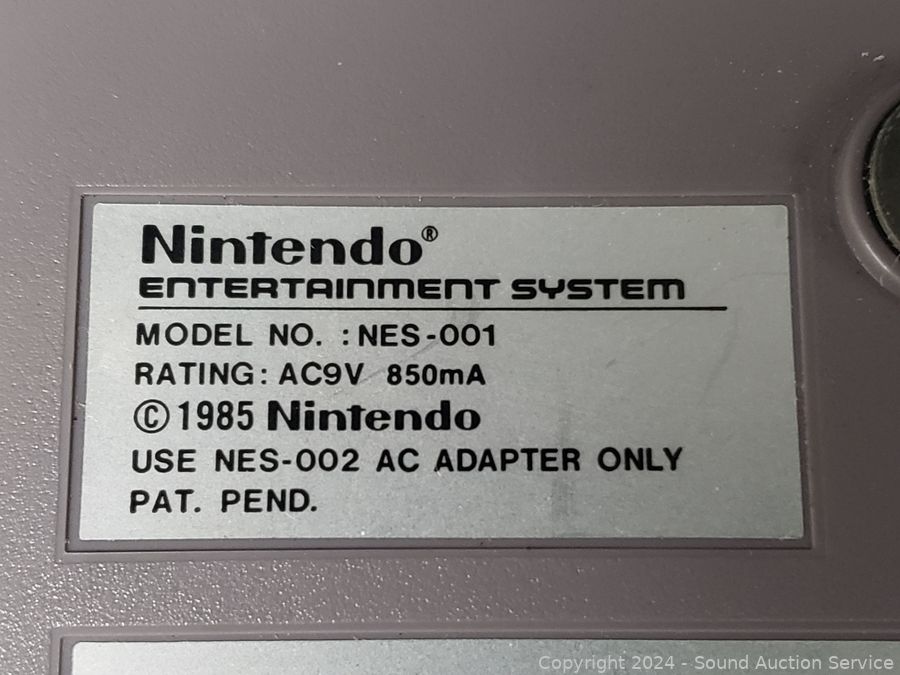 Nintendo®
ENTERTAINMENT SYSTEM
MODEL NO. : NES-001
RATING: AC9V 850mA
© 1985 Nintendo
USE NES-002 AC ADAPTER ONLY
PAT. PEND.
Copyright 2024 - Sound Auction Service